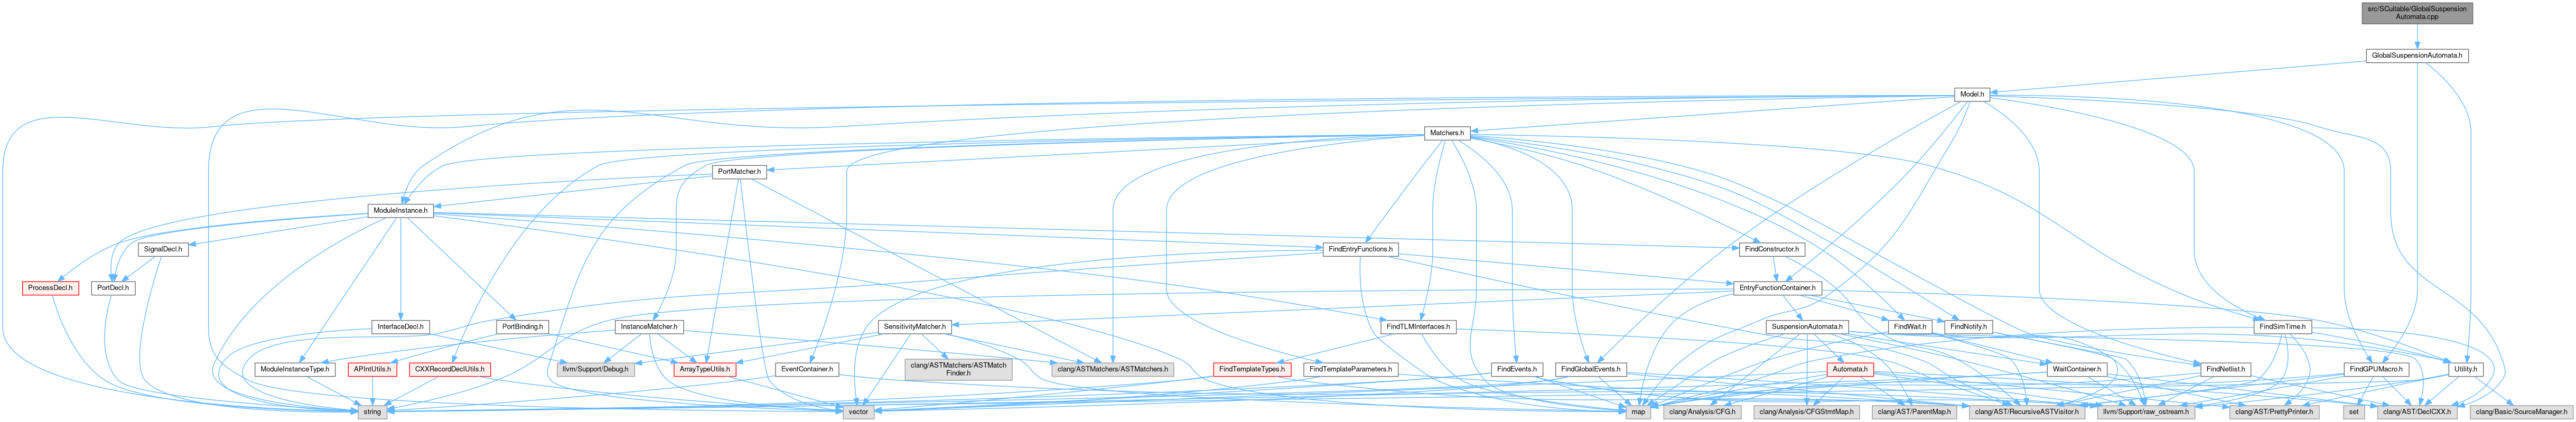 src/SCuitable/GlobalSuspension
Automata.cpp
GlobalSuspensionAutomata.h
Model.h
Matchers.h
PortMatcher.h
ModuleInstance.h
SignalDecl.h
FindEntryFunctions.h
FindConstructor.h
ProcessDecl.h
PortDecl.h
EntryFunctionContainer.h
InterfaceDecl.h
PortBinding.h
InstanceMatcher.h
SensitivityMatcher.h
FindTLMInterfaces.h
SuspensionAutomata.h
FindWait.h
FindNotify.h
FindSimTime.h
ModuleInstanceType.h
APIntUtils.h
CXXRecordDeclUtils.h
llvm/Support/Debug.h
ArrayTypeUtils.h
EventContainer.h
clang/ASTMatchers/ASTMatch
Finder.h
clang/ASTMatchers/ASTMatchers.h
FindTemplateTypes.h
FindTemplateParameters.h
FindEvents.h
FindGlobalEvents.h
Automata.h
WaitContainer.h
FindNetlist.h
FindGPUMacro.h
Utility.h
string
vector
map
clang/Analysis/CFG.h
clang/Analysis/CFGStmtMap.h
clang/AST/ParentMap.h
clang/AST/RecursiveASTVisitor.h
llvm/Support/raw_ostream.h
clang/AST/PrettyPrinter.h
set
clang/AST/DeclCXX.h
clang/Basic/SourceManager.h